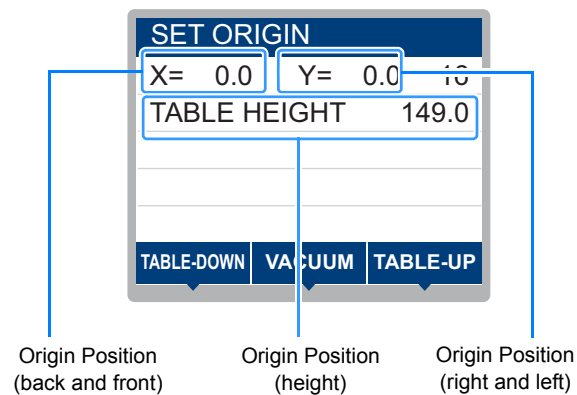 SET ORIGIN
X= 0.0 Y= 0.0
TABLE HEIGHT 149.0
TABLE-DOWN VACUUM TABLE-UP
Origin Position
(back and front)
Origin Position
(height)
Origin Position
(right and left)